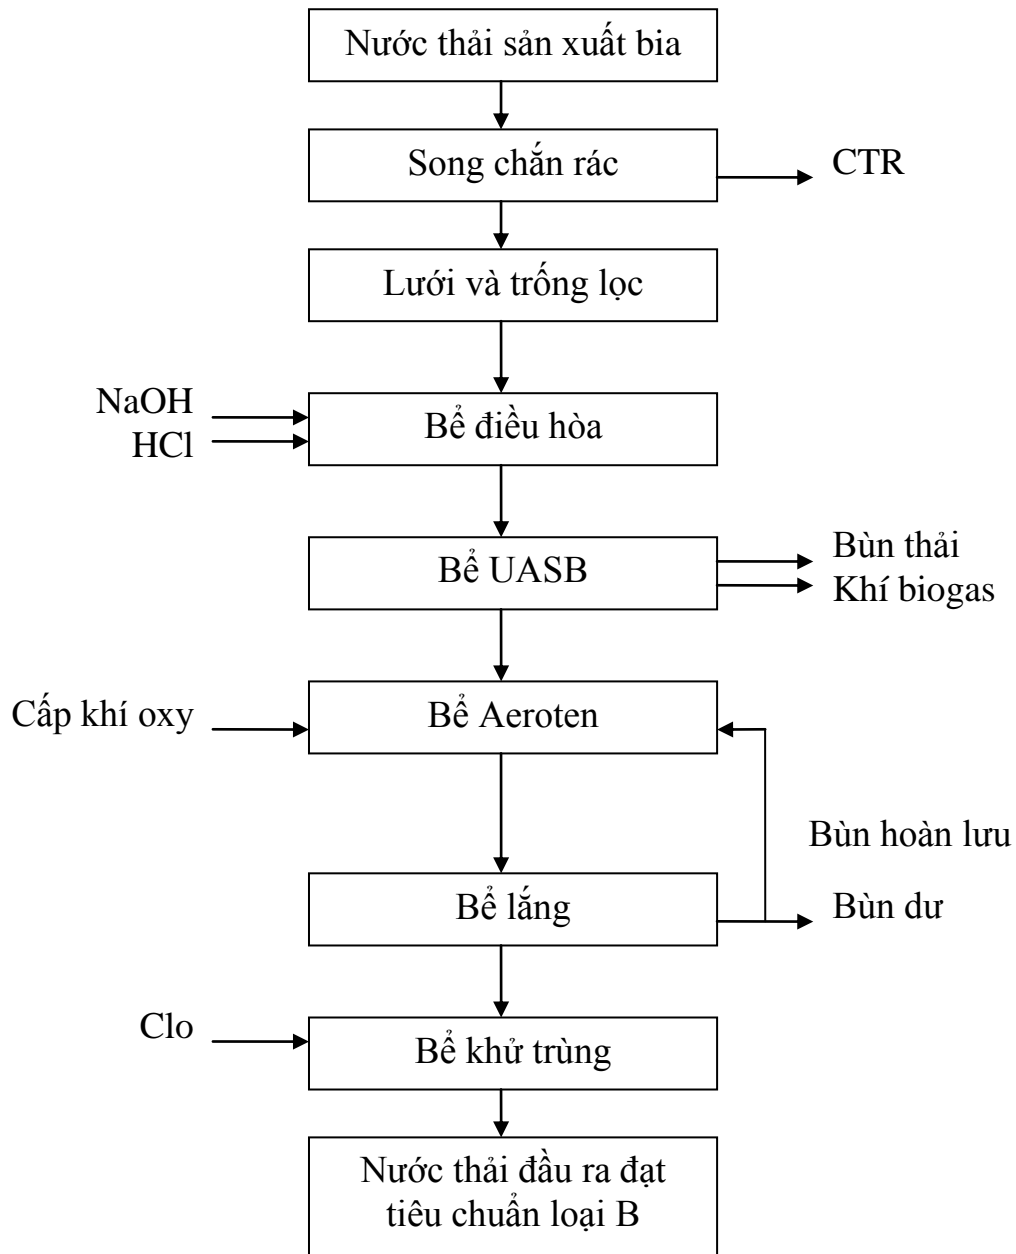 Nước thải sản xuất bia
Song chắn rác
CTR
Lưới và trống lọc
NaOH
HCl
Bể điều hòa
Bể UASB
Bùn thải
Khí biogas
Cấp khí oxy
Bể Aeroten
Bùn hoàn lưu
Bể lắng
Bùn dư
Clo
Bể khử trùng
Nước thải đầu ra đạt
tiêu chuẩn loại B